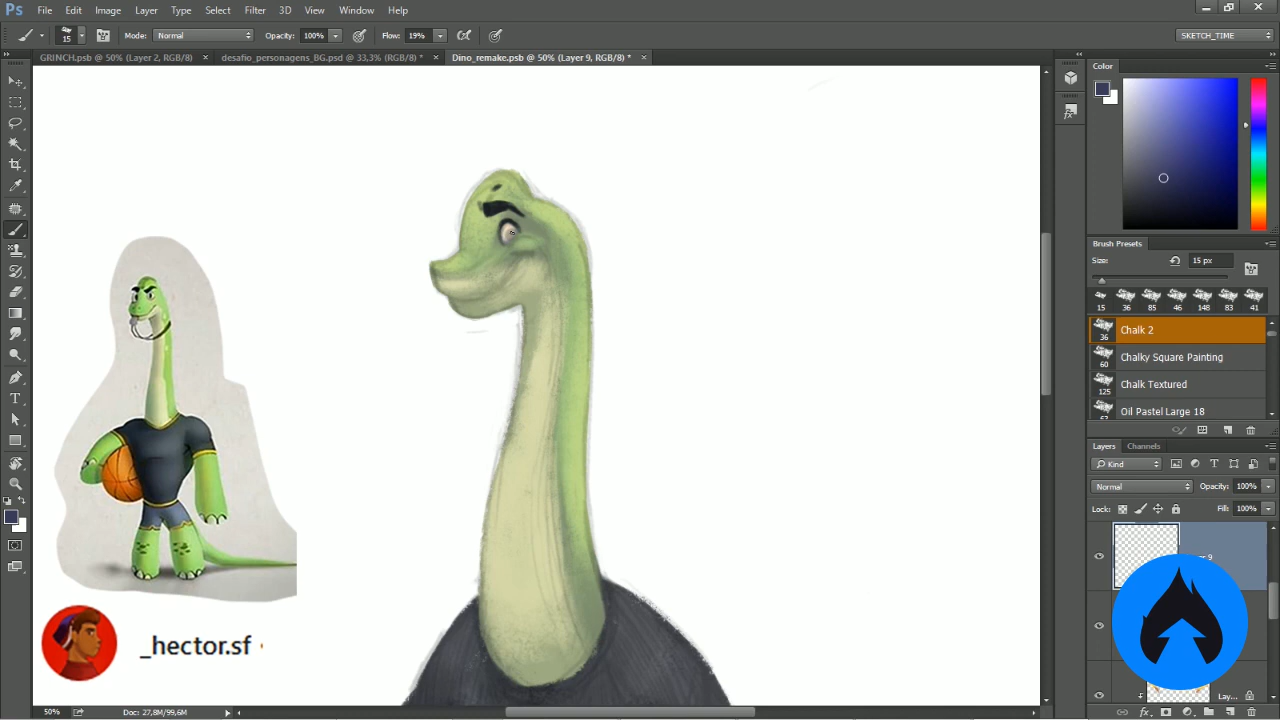 Ps File Edit Image Layer Type Select Filter 3D View Window Help
15 Mode: Normal Opacity: 100% Flow: 19% SKETCH_TIME
GRINCH.psb @ 50% (Layer 2, RGB/8) × desafio_personagens_BG.psd @ 33,3% (RGB/8) * × Dino_remake.psb @ 50% (Layer 9, RGB/8) * ×
Color
Brush Presets
Size: 15 px
15 36 85 46 148 83 41
36 Chalk 2
60 Chalky Square Painting
125 Chalk Textured
Oil Pastel Large 18
Layers Channels
Kind
Normal Opacity: 100%
Lock: Fill: 100%
Lay...
_hector.sf
50% Doc: 27,8M/99,6M